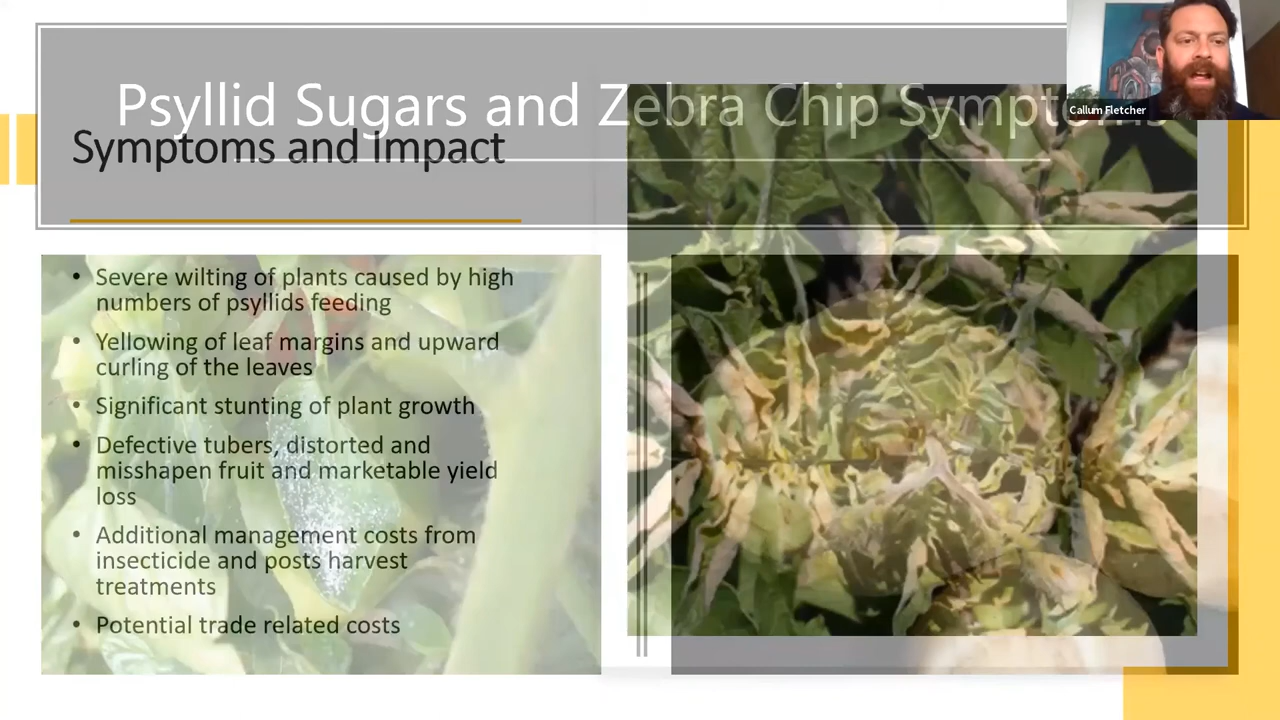 Psyllid Sugars and Zebra Chip Symptoms
Symptoms and Impact
Callum Fletcher
• Severe wilting of plants caused by high
numbers of psyllids feeding
• Yellowing of leaf margins and upward
curling of the leaves
• Significant stunting of plant growth
• Defective tubers, distorted and
misshapen fruit and marketable yield
loss
• Additional management costs from
insecticide and posts harvest
treatments
• Potential trade related costs